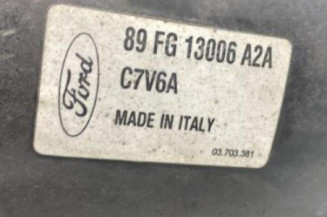 Ford
89 FG 13006 A2A
C7V6A
MADE IN ITALY
03.703.381